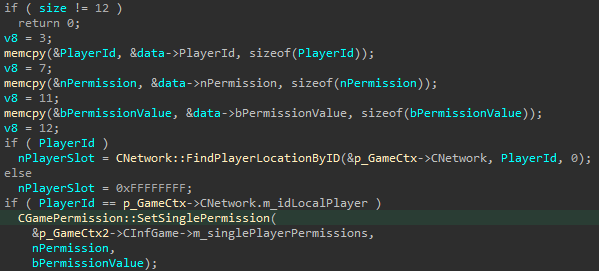 if ( size != 12 )
return 0;
v8 = 3;
memcpy(&PlayerId, &data->PlayerId, sizeof(PlayerId));
v8 = 7;
memcpy(&nPermission, &data->nPermission, sizeof(nPermission));
v8 = 11;
memcpy(&bPermissionValue, &data->bPermissionValue, sizeof(bPermissionValue));
v8 = 12;
if ( PlayerId )
nPlayerSlot = CNetwork::FindPlayerLocationByID(&p_GameCtx->CNetwork, PlayerId, 0);
else
nPlayerSlot = 0xFFFFFFFF;
if ( PlayerId == p_GameCtx->CNetwork.m_idLocalPlayer )
CGamePermission::SetSinglePermission(
&p_GameCtx2->CInfGame->m_singlePlayerPermissions,
nPermission,
bPermissionValue);